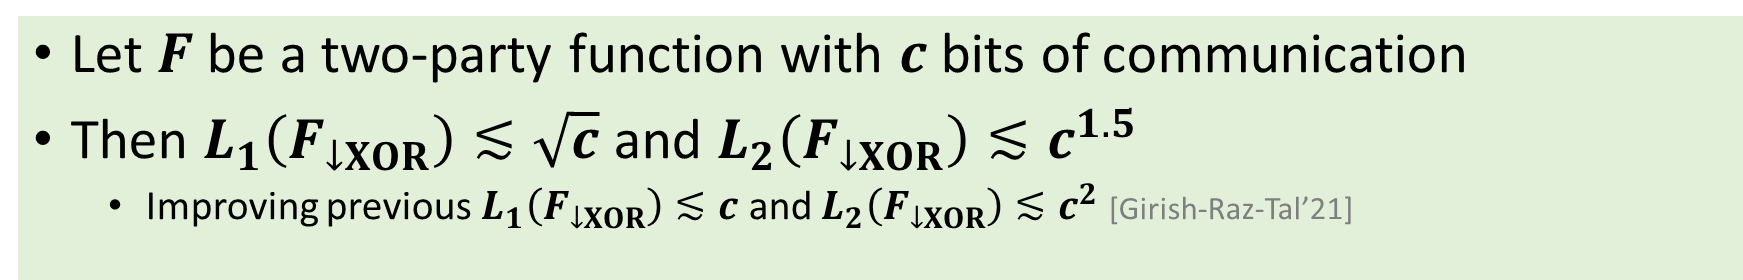 • Let F be a two-party function with c bits of communication
• Then L₁(F↓XOR) ≲ √c and L₂(F↓XOR) ≲ c^1.5
• Improving previous L₁(F↓XOR) ≲ c and L₂(F↓XOR) ≲ c² [Girish-Raz-Tal’21]